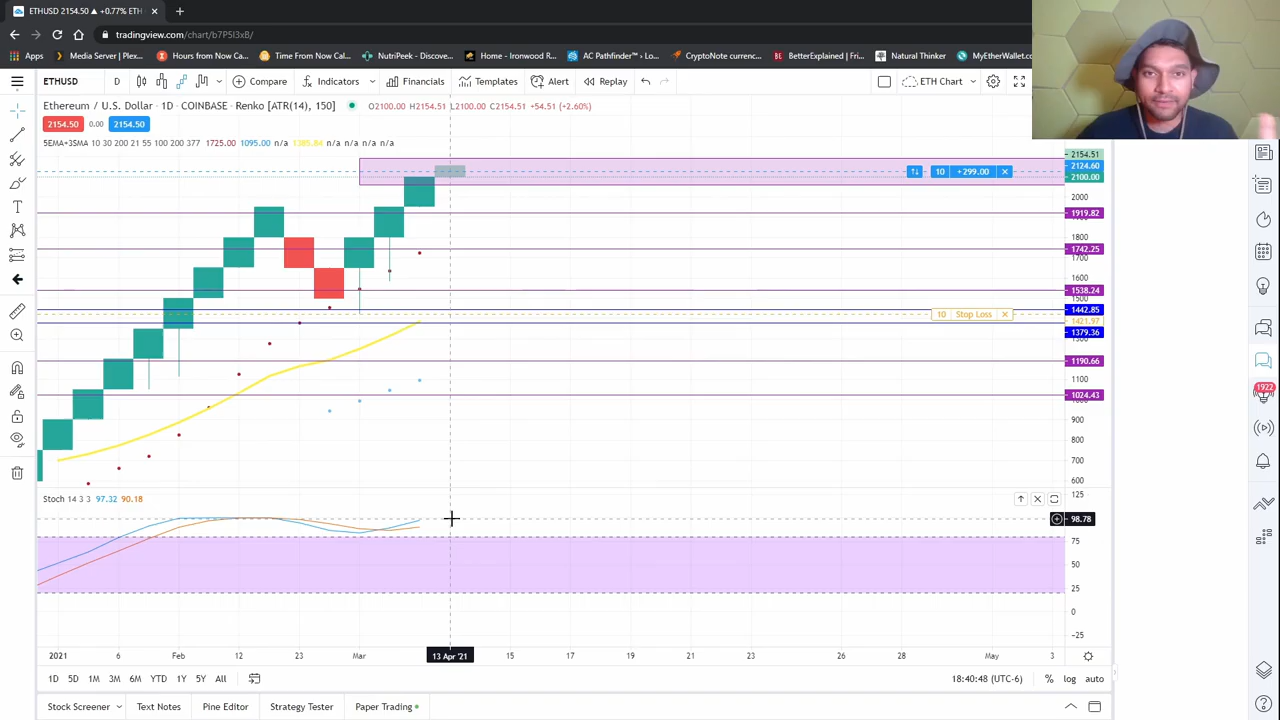 ETHUSD 2154.50 ▲ +0.77% ETH
tradingview.com/chart/b7P5I3xB/
Apps Media Server | Plex... Hours from Now Cal... Time From Now Cal... NutriPeek - Discove... Home - Ironwood R... AC Pathfinder™ › Lo... CryptoNote currenc... BetterExplained | Fri... Natural Thinker MyEtherWallet.co
ETHUSD D Compare Indicators Financials Templates Alert Replay ETH Chart
Ethereum / U.S. Dollar · 1D · COINBASE · Renko [ATR(14), 150] O2100.00 H2154.51 L2100.00 C2154.51 +54.51 (+2.60%)
2154.50 0.00 2154.50
5EMA+3SMA 10 30 200 21 55 100 200 377 1725.00 1095.00 n/a 1385.84 n/a n/a n/a n/a
2154.51
10 +299.00
2124.60
2100.00
2000
1919.82
1800
1742.25
1700
1600
1538.24
1500
1442.85
10 Stop Loss
1421.97
1379.36
1300
1190.66
1100
1024.43
900
800
700
600
Stoch 14 3 3 97.32 90.18
125
98.78
75
50
25
0
−25
2021 6 Feb 12 23 Mar 13 Apr '21 15 17 19 21 23 26 28 May 3
1D 5D 1M 3M 6M YTD 1Y 5Y All 18:40:48 (UTC-6) % log auto
Stock Screener Text Notes Pine Editor Strategy Tester Paper Trading
1922